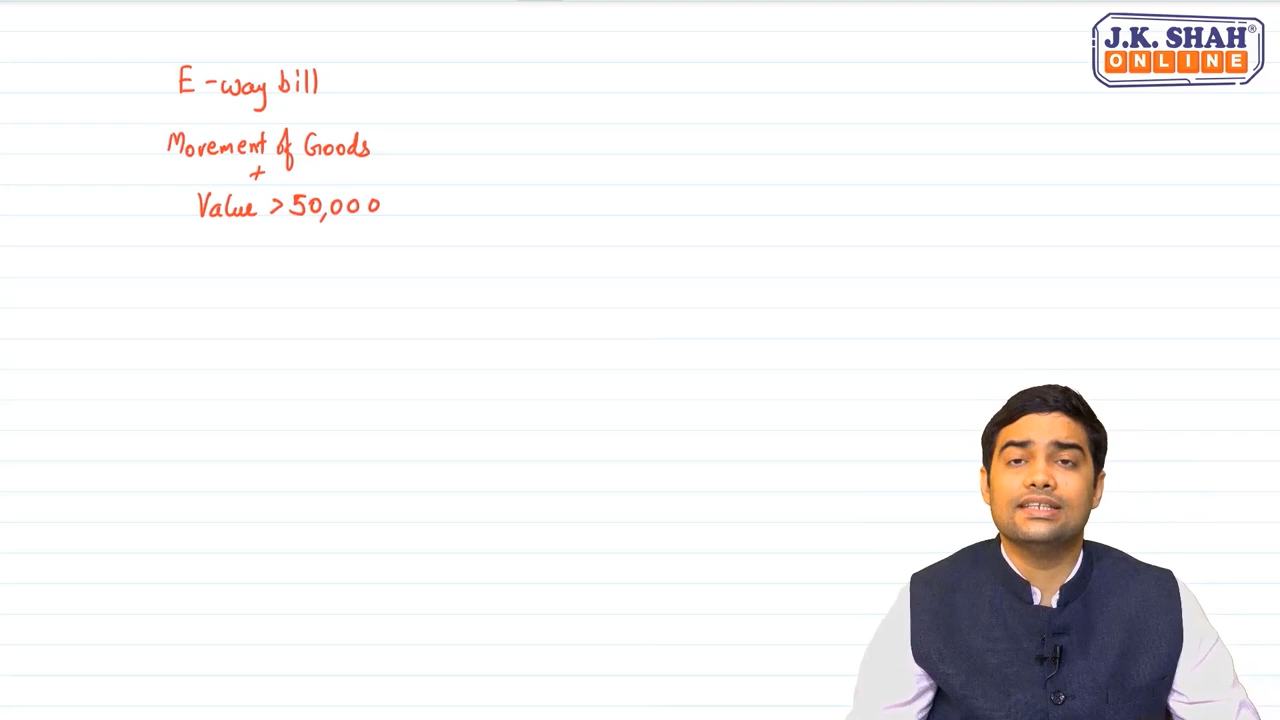 E-way bill
Movement of Goods
+
Value > 50,000
J.K. SHAH®
ONLINE